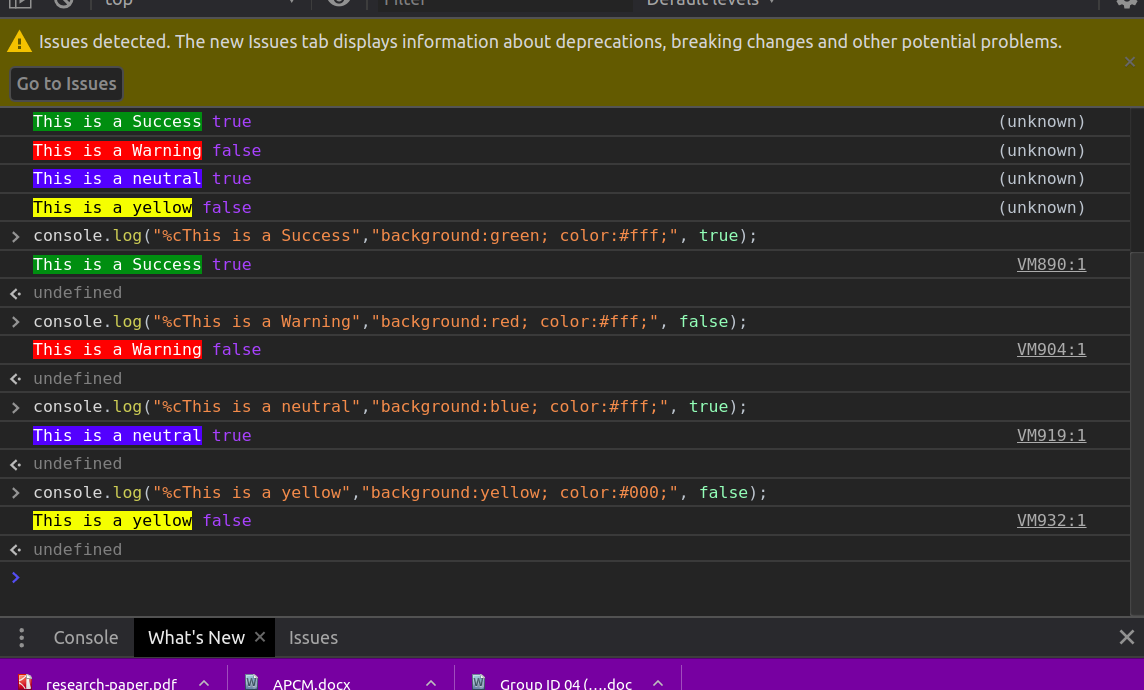 top Filter Default levels
Issues detected. The new Issues tab displays information about deprecations, breaking changes and other potential problems.
Go to Issues
This is a Success true (unknown)
This is a Warning false (unknown)
This is a neutral true (unknown)
This is a yellow false (unknown)
console.log("%cThis is a Success","background:green; color:#fff;", true);
This is a Success true VM890:1
undefined
console.log("%cThis is a Warning","background:red; color:#fff;", false);
This is a Warning false VM904:1
undefined
console.log("%cThis is a neutral","background:blue; color:#fff;", true);
This is a neutral true VM919:1
undefined
console.log("%cThis is a yellow","background:yellow; color:#000;", false);
This is a yellow false VM932:1
undefined
Console What's New Issues
research-paper.pdf APCM.docx Group ID 04 (....doc